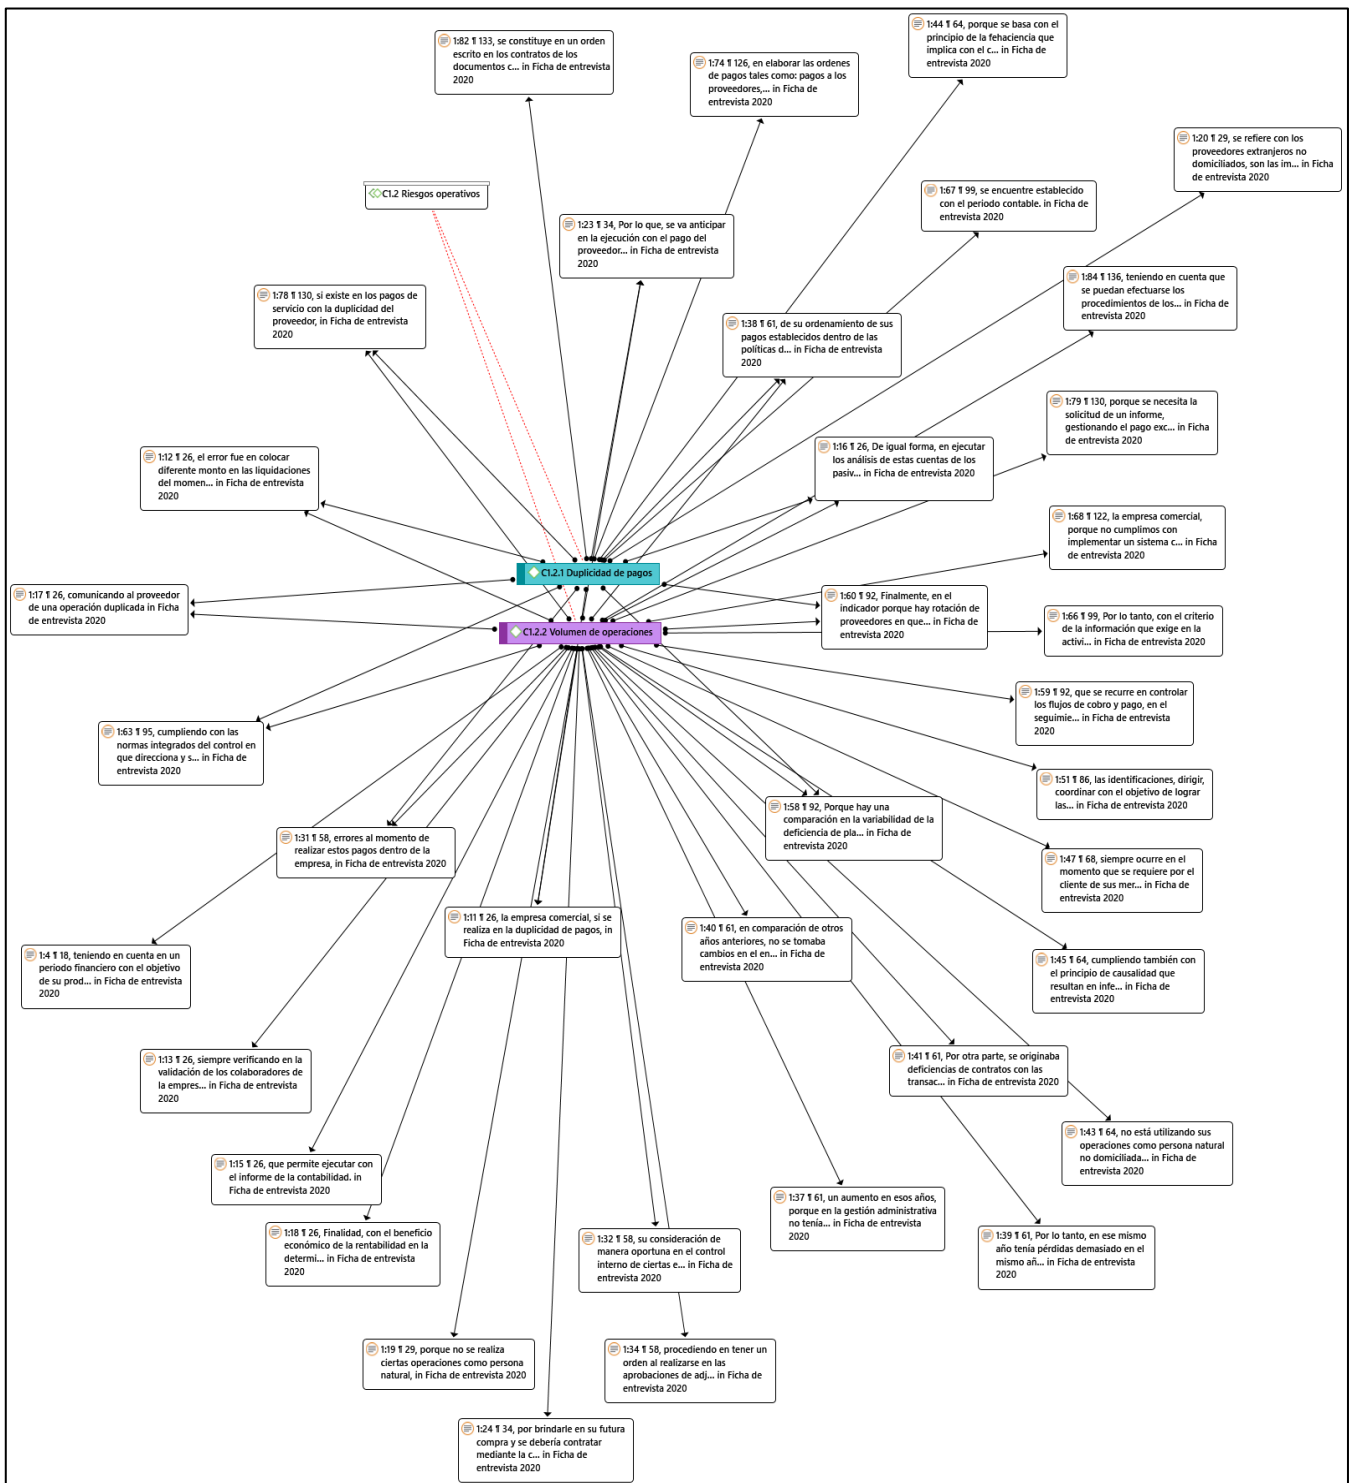 1:44 ¶ 64, porque se basa con el
principio de la fehaciencia que
implica con el c... in Ficha de
entrevista 2020
1:82 ¶ 133, se constituye en un orden
escrito en los contratos de los
documentos c... in Ficha de entrevista
2020
1:74 ¶ 126, en elaborar las ordenes
de pagos tales como: pagos a los
proveedores,... in Ficha de
entrevista 2020
1:20 ¶ 29, se refiere con los
proveedores extranjeros no
domiciliados, son las im... in Ficha
de entrevista 2020
C1.2 Riesgos operativos
1:67 ¶ 99, se encuentre establecido
con el periodo contable. in Ficha de
entrevista 2020
1:23 ¶ 34, Por lo que, se va anticipar
en la ejecución con el pago del
proveedor... in Ficha de entrevista
2020
1:84 ¶ 136, teniendo en cuenta que
se puedan efectuarse los
procedimientos de los... in Ficha de
entrevista 2020
1:78 ¶ 130, si existe en los pagos de
servicio con la duplicidad del
proveedor, in Ficha de entrevista
2020
1:38 ¶ 61, de su ordenamiento de sus
pagos establecidos dentro de las
políticas d... in Ficha de entrevista
2020
1:79 ¶ 130, porque se necesita la
solicitud de un informe,
gestionando el pago exc... in Ficha
de entrevista 2020
1:12 ¶ 26, el error fue en colocar
diferente monto en las liquidaciones
del momen... in Ficha de entrevista
2020
1:16 ¶ 26, De igual forma, en ejecutar
los análisis de estas cuentas de los
pasiv... in Ficha de entrevista
2020
1:68 ¶ 122, la empresa comercial,
porque no cumplimos con
implementar un sistema c... in Ficha
de entrevista 2020
C1.2.1 Duplicidad de pagos
1:17 ¶ 26, comunicando al proveedor
de una operación duplicada in Ficha
de entrevista 2020
1:60 ¶ 92, Finalmente, en el
indicador porque hay rotación de
proveedores en que... in Ficha de
entrevista 2020
1:66 ¶ 99, Por lo tanto, con el criterio
de la información que exige en la
activi... in Ficha de entrevista 2020
C1.2.2 Volumen de operaciones
1:59 ¶ 92, que se recurre en controlar
los flujos de cobro y pago, en el
seguimie... in Ficha de entrevista
2020
1:63 ¶ 95, cumpliendo con las
normas integrados del control en
que direcciona y s... in Ficha de
entrevista 2020
1:51 ¶ 86, las identificaciones, dirigir,
coordinar con el objetivo de lograr
las... in Ficha de entrevista 2020
1:58 ¶ 92, Porque hay una
comparación en la variabilidad de la
deficiencia de pla... in Ficha de
entrevista 2020
1:31 ¶ 58, errores al momento de
realizar estos pagos dentro de la
empresa, in Ficha de entrevista 2020
1:47 ¶ 68, siempre ocurre en el
momento que se requiere por el
cliente de sus mer... in Ficha de
entrevista 2020
1:11 ¶ 26, la empresa comercial, si se
realiza en la duplicidad de pagos, in
Ficha de entrevista 2020
1:40 ¶ 61, en comparación de otros
años anteriores, no se tomaba
cambios en el en... in Ficha de
entrevista 2020
1:4 ¶ 18, teniendo en cuenta en un
periodo financiero con el objetivo
de su prod... in Ficha de entrevista
2020
1:45 ¶ 64, cumpliendo también con
el principio de causalidad que
resultan en infe... in Ficha de
entrevista 2020
1:13 ¶ 26, siempre verificando en la
validación de los colaboradores de
la empres... in Ficha de entrevista
2020
1:41 ¶ 61, Por otra parte, se originaba
deficiencias de contratos con las
transac... in Ficha de entrevista 2020
1:43 ¶ 64, no está utilizando sus
operaciones como persona natural
no domiciliada... in Ficha de
entrevista 2020
1:15 ¶ 26, que permite ejecutar con
el informe de la contabilidad. in
Ficha de entrevista 2020
1:37 ¶ 61, un aumento en esos años,
porque en la gestión administrativa
no tenía... in Ficha de entrevista
2020
1:18 ¶ 26, Finalidad, con el beneficio
económico de la rentabilidad en la
determi... in Ficha de entrevista
2020
1:32 ¶ 58, su consideración de
manera oportuna en el control
interno de ciertas e... in Ficha de
entrevista 2020
1:39 ¶ 61, Por lo tanto, en ese mismo
año tenía pérdidas demasiado en el
mismo añ... in Ficha de entrevista
2020
1:19 ¶ 29, porque no se realiza
ciertas operaciones como persona
natural, in Ficha de entrevista 2020
1:34 ¶ 58, procediendo en tener un
orden al realizarse en las
aprobaciones de adj... in Ficha de
entrevista 2020
1:24 ¶ 34, por brindarle en su futura
compra y se debería contratar
mediante la c... in Ficha de
entrevista 2020